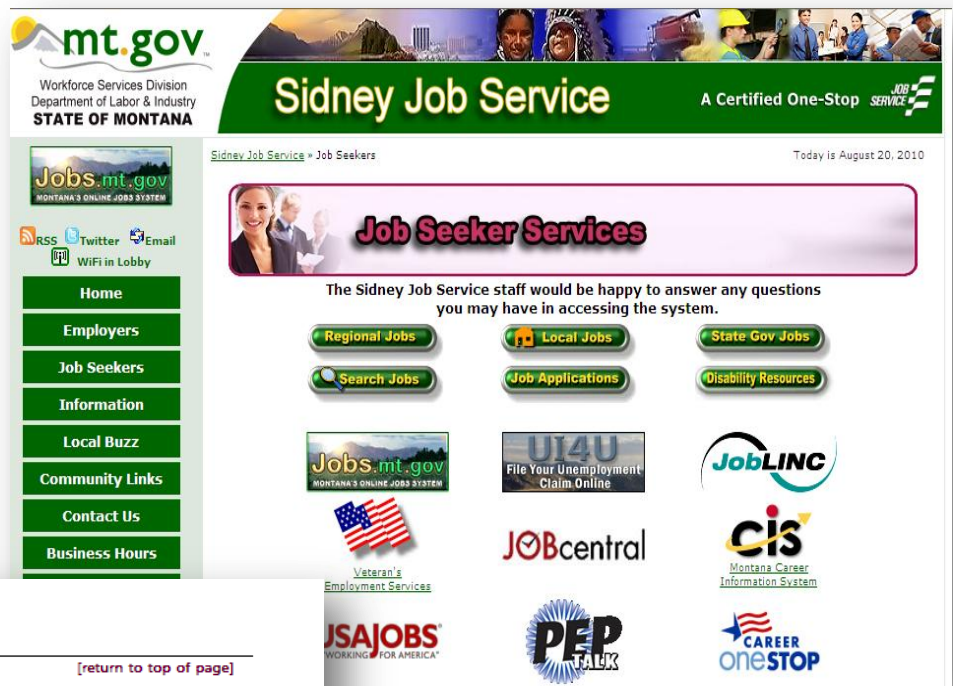 mt.gov™
Workforce Services Division
Department of Labor & Industry
STATE OF MONTANA
Sidney Job Service
A Certified One-Stop
JOB
SERVICE
Jobs.mt.gov
MONTANA'S ONLINE JOBS SYSTEM
RSS Twitter Email
WiFi in Lobby
Home
Employers
Job Seekers
Information
Local Buzz
Community Links
Contact Us
Business Hours
Sidney Job Service » Job Seekers
Today is August 20, 2010
Job Seeker Services
The Sidney Job Service staff would be happy to answer any questions
you may have in accessing the system.
Regional Jobs
Local Jobs
State Gov Jobs
Search Jobs
Job Applications
Disability Resources
Jobs.mt.gov
MONTANA'S ONLINE JOBS SYSTEM
UI4U
File Your Unemployment
Claim Online
JobLINC
Veteran's
Employment Services
JOBcentral
cis
Montana Career
Information System
USAJOBS®
"WORKING FOR AMERICA"
PEP
TALK
CAREER
oneSTOP
[return to top of page]